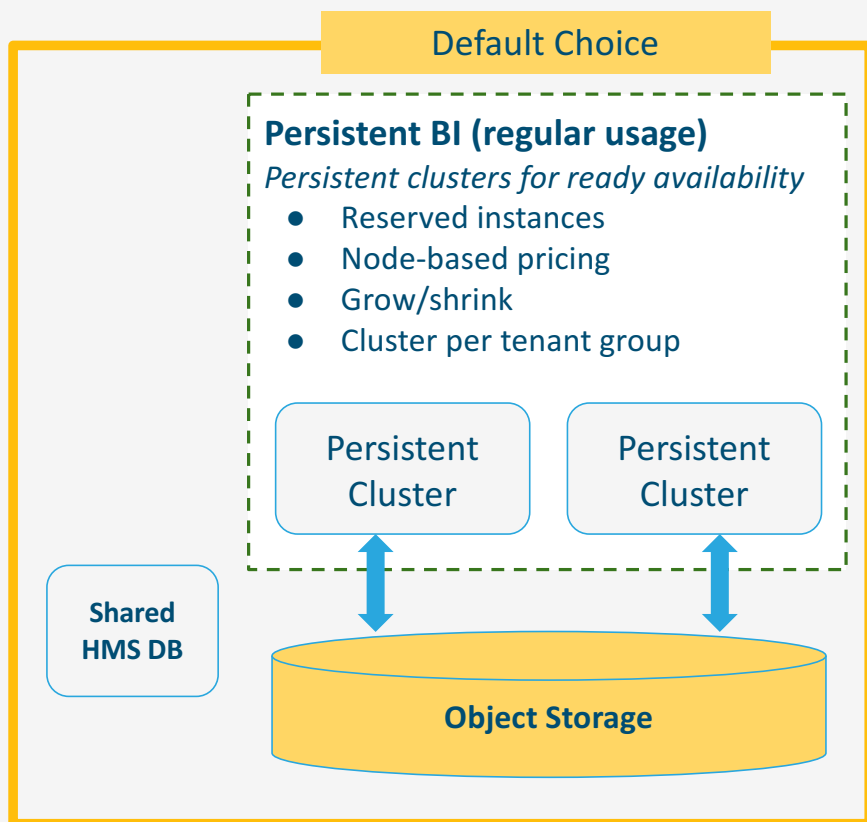 Default Choice
Persistent BI (regular usage)
Persistent clusters for ready availability
● Reserved instances
● Node-based pricing
● Grow/shrink
● Cluster per tenant group
Persistent
Cluster
Persistent
Cluster
Shared
HMS DB
Object Storage